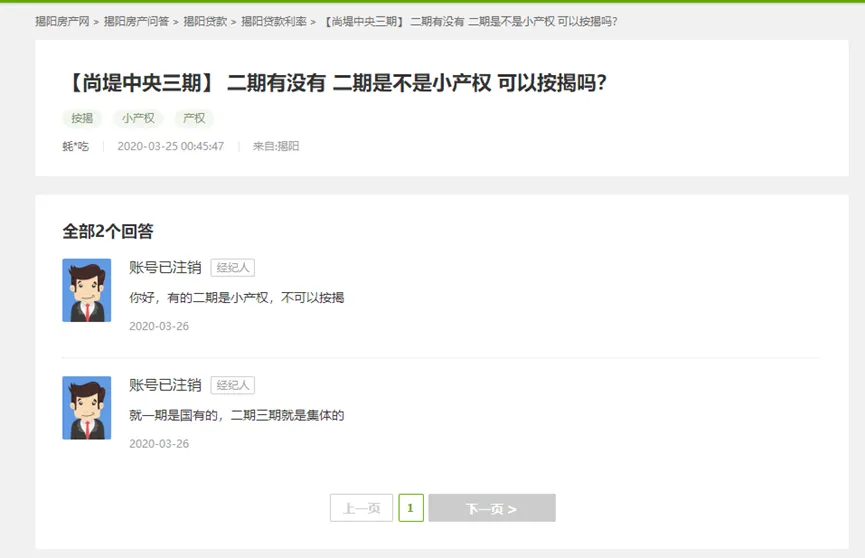 揭阳房产网 > 揭阳房产问答 > 揭阳贷款 > 揭阳贷款利率 > 【尚堤中央三期】 二期有没有 二期是不是小产权 可以按揭吗?
【尚堤中央三期】 二期有没有 二期是不是小产权 可以按揭吗?
按揭 小产权 产权
蚝*吃 2020-03-25 00:45:47 来自:揭阳
全部2个回答
账号已注销 经纪人
你好，有的二期是小产权，不可以按揭
2020-03-26
账号已注销 经纪人
就一期是国有的，二期三期就是集体的
2020-03-26
上一页 1 下一页 >